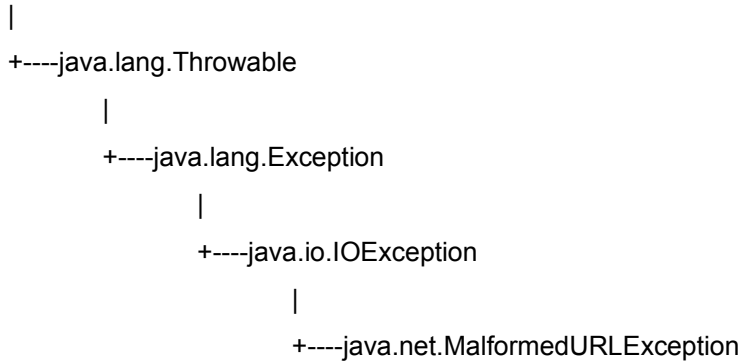 |
+----java.lang.Throwable
|
+----java.lang.Exception
|
+----java.io.IOException
|
+----java.net.MalformedURLException